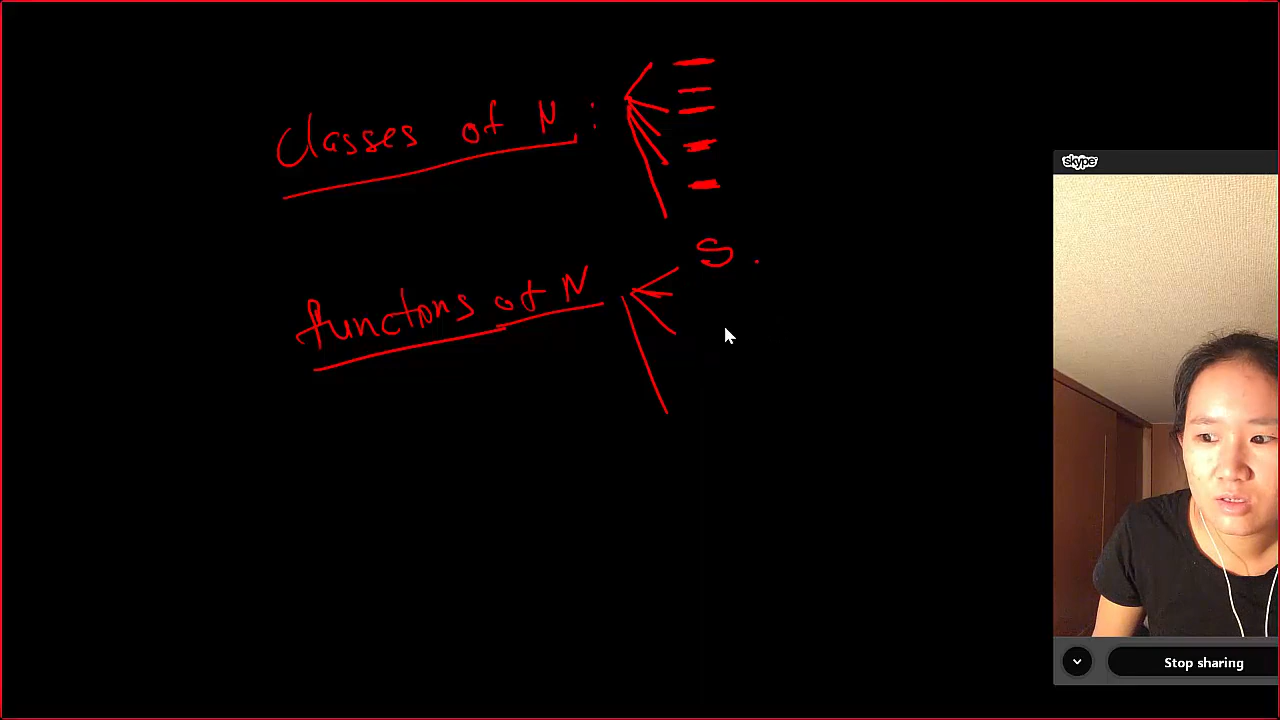 Classes of N :
S .
functons of N
skype
Stop sharing